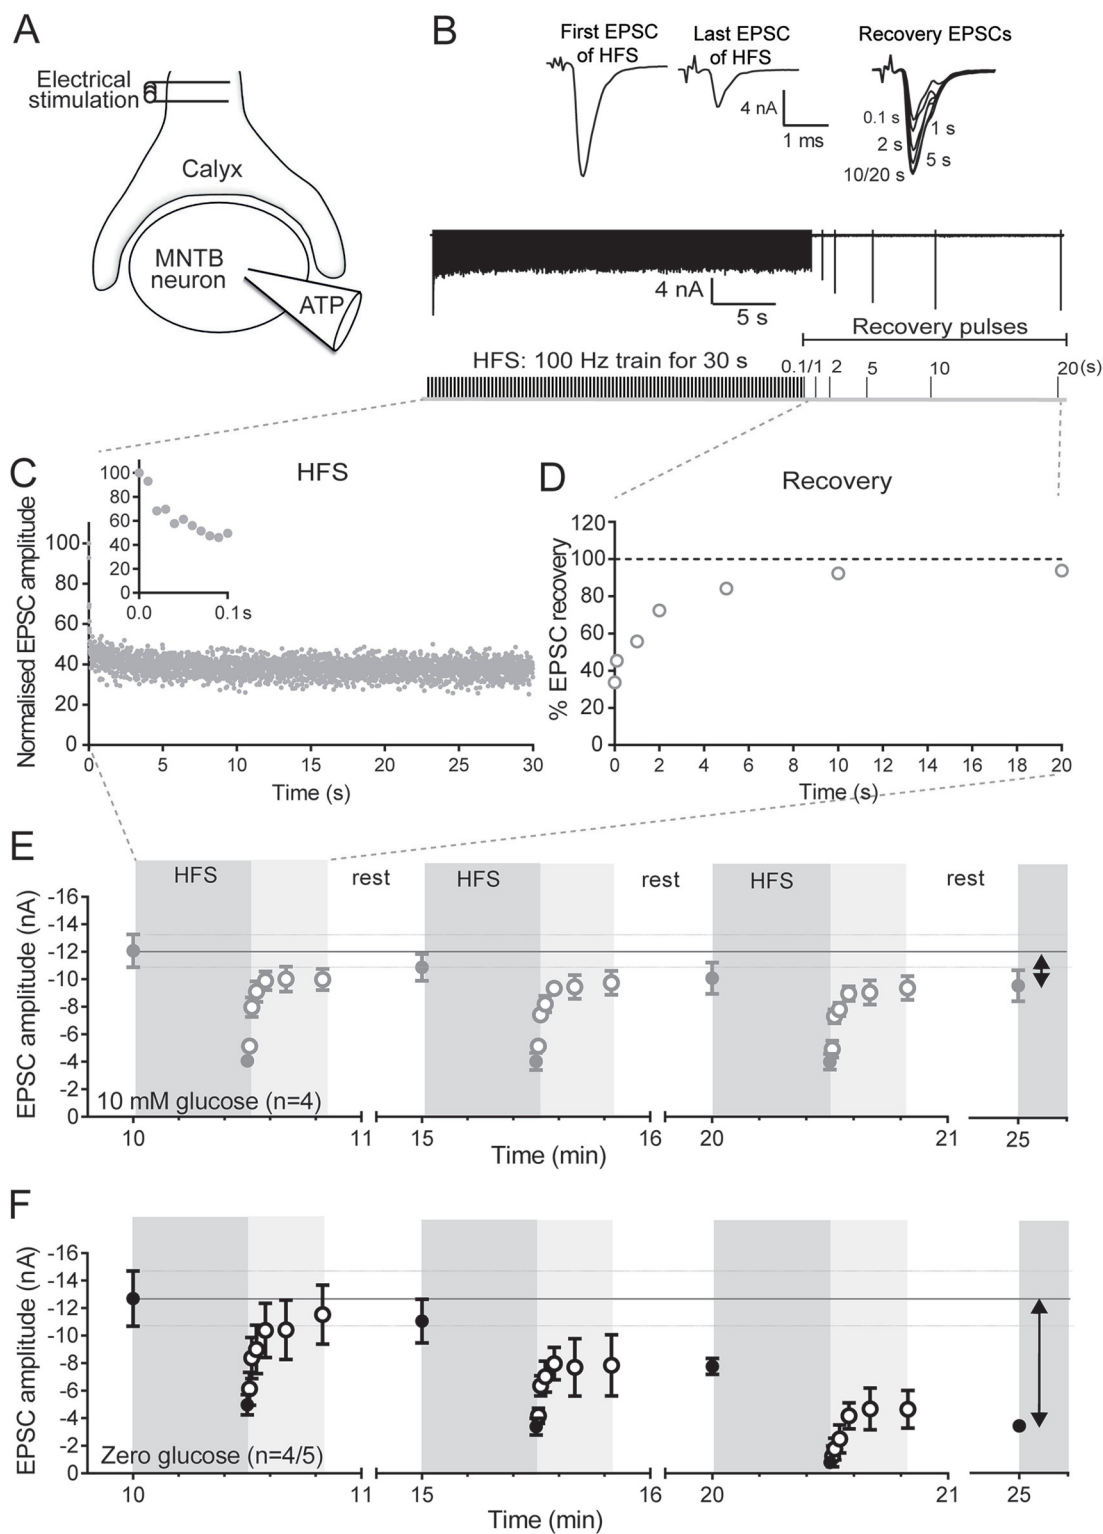 A
Electrical
stimulation
Calyx
MNTB
neuron
ATP
B
First EPSC
of HFS
Last EPSC
of HFS
Recovery EPSCs
4 nA
1 ms
0.1 s
1 s
2 s
5 s
10/20 s
4 nA
5 s
Recovery pulses
HFS: 100 Hz train for 30 s
0.1/1 2 5 10 20(s)
C
HFS
Normalised EPSC amplitude
100
80
60
40
20
0
0 5 10 15 20 25 30
Time (s)
100
80
60
40
20
0
0.0 0.1s
D
Recovery
% EPSC recovery
120
100
80
60
40
20
0
0 2 4 6 8 10 12 14 16 18 20
Time (s)
E
HFS rest HFS rest HFS rest
EPSC amplitude (nA)
-16
-14
-12
-10
-8
-6
-4
-2
0
10 mM glucose (n=4)
10 11 15 16 20 21 25
Time (min)
F
EPSC amplitude (nA)
-16
-14
-12
-10
-8
-6
-4
-2
0
Zero glucose (n=4/5)
10 11 15 16 20 21 25
Time (min)